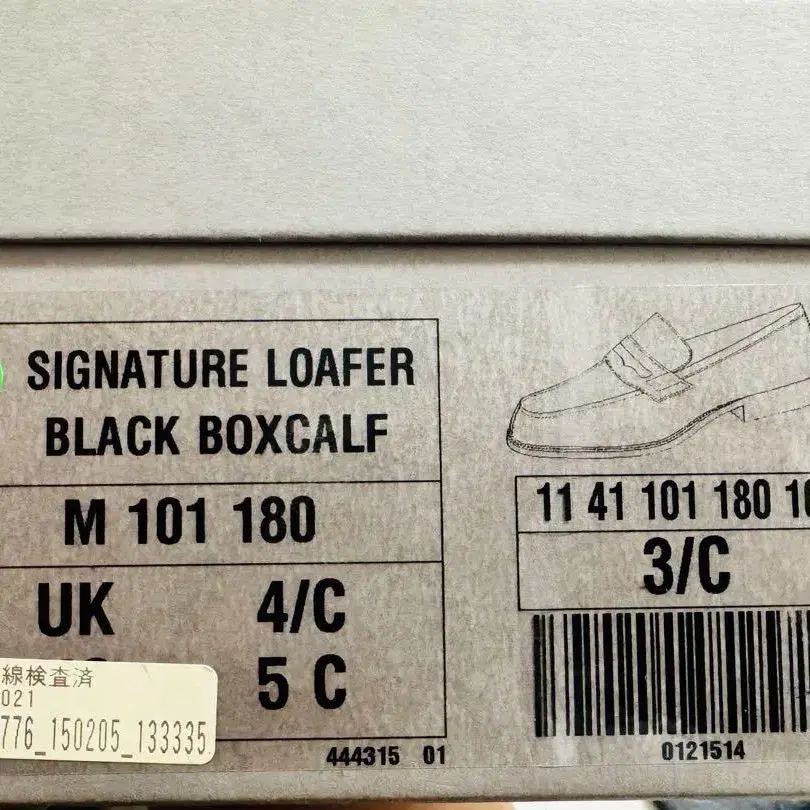 SIGNATURE LOAFER
BLACK BOXCALF
M 101 180
UK 4/C
5 C
線検査済
021
776_150205_133335
444315 01
11 41 101 180 10
3/C
0121514